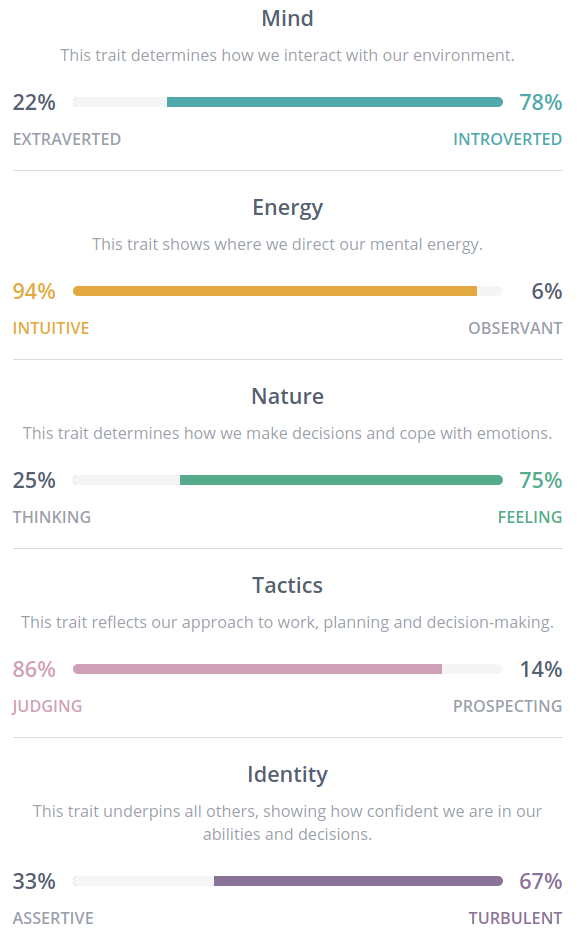 Mind
This trait determines how we interact with our environment.
22% 78%
EXTRAVERTED INTROVERTED
Energy
This trait shows where we direct our mental energy.
94% 6%
INTUITIVE OBSERVANT
Nature
This trait determines how we make decisions and cope with emotions.
25% 75%
THINKING FEELING
Tactics
This trait reflects our approach to work, planning and decision-making.
86% 14%
JUDGING PROSPECTING
Identity
This trait underpins all others, showing how confident we are in our
abilities and decisions.
33% 67%
ASSERTIVE TURBULENT